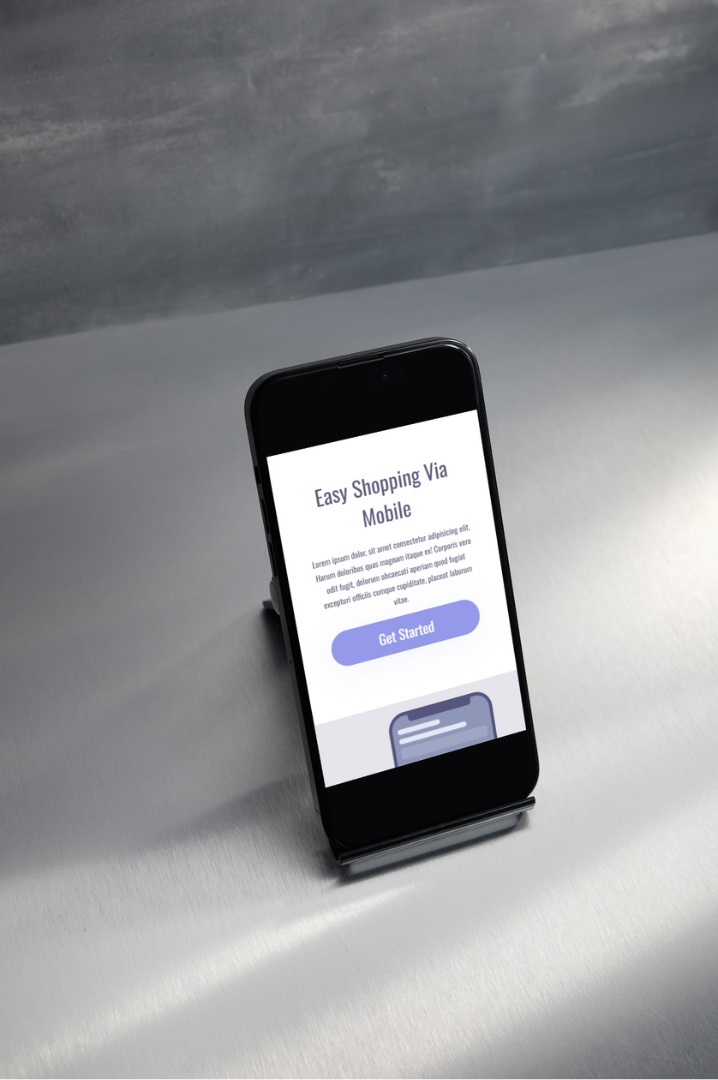 Easy Shopping Via
Mobile
Lorem ipsum dolor, sit amet consectetur adipisicing elit.
Harum doloribus quas magnam itaque ex! Corporis vero
odit fugit, dolorum obcaecati aperiam quod fugiat
excepturi officiis cumque cupiditate, placeat laborum
vitae.
Get Started